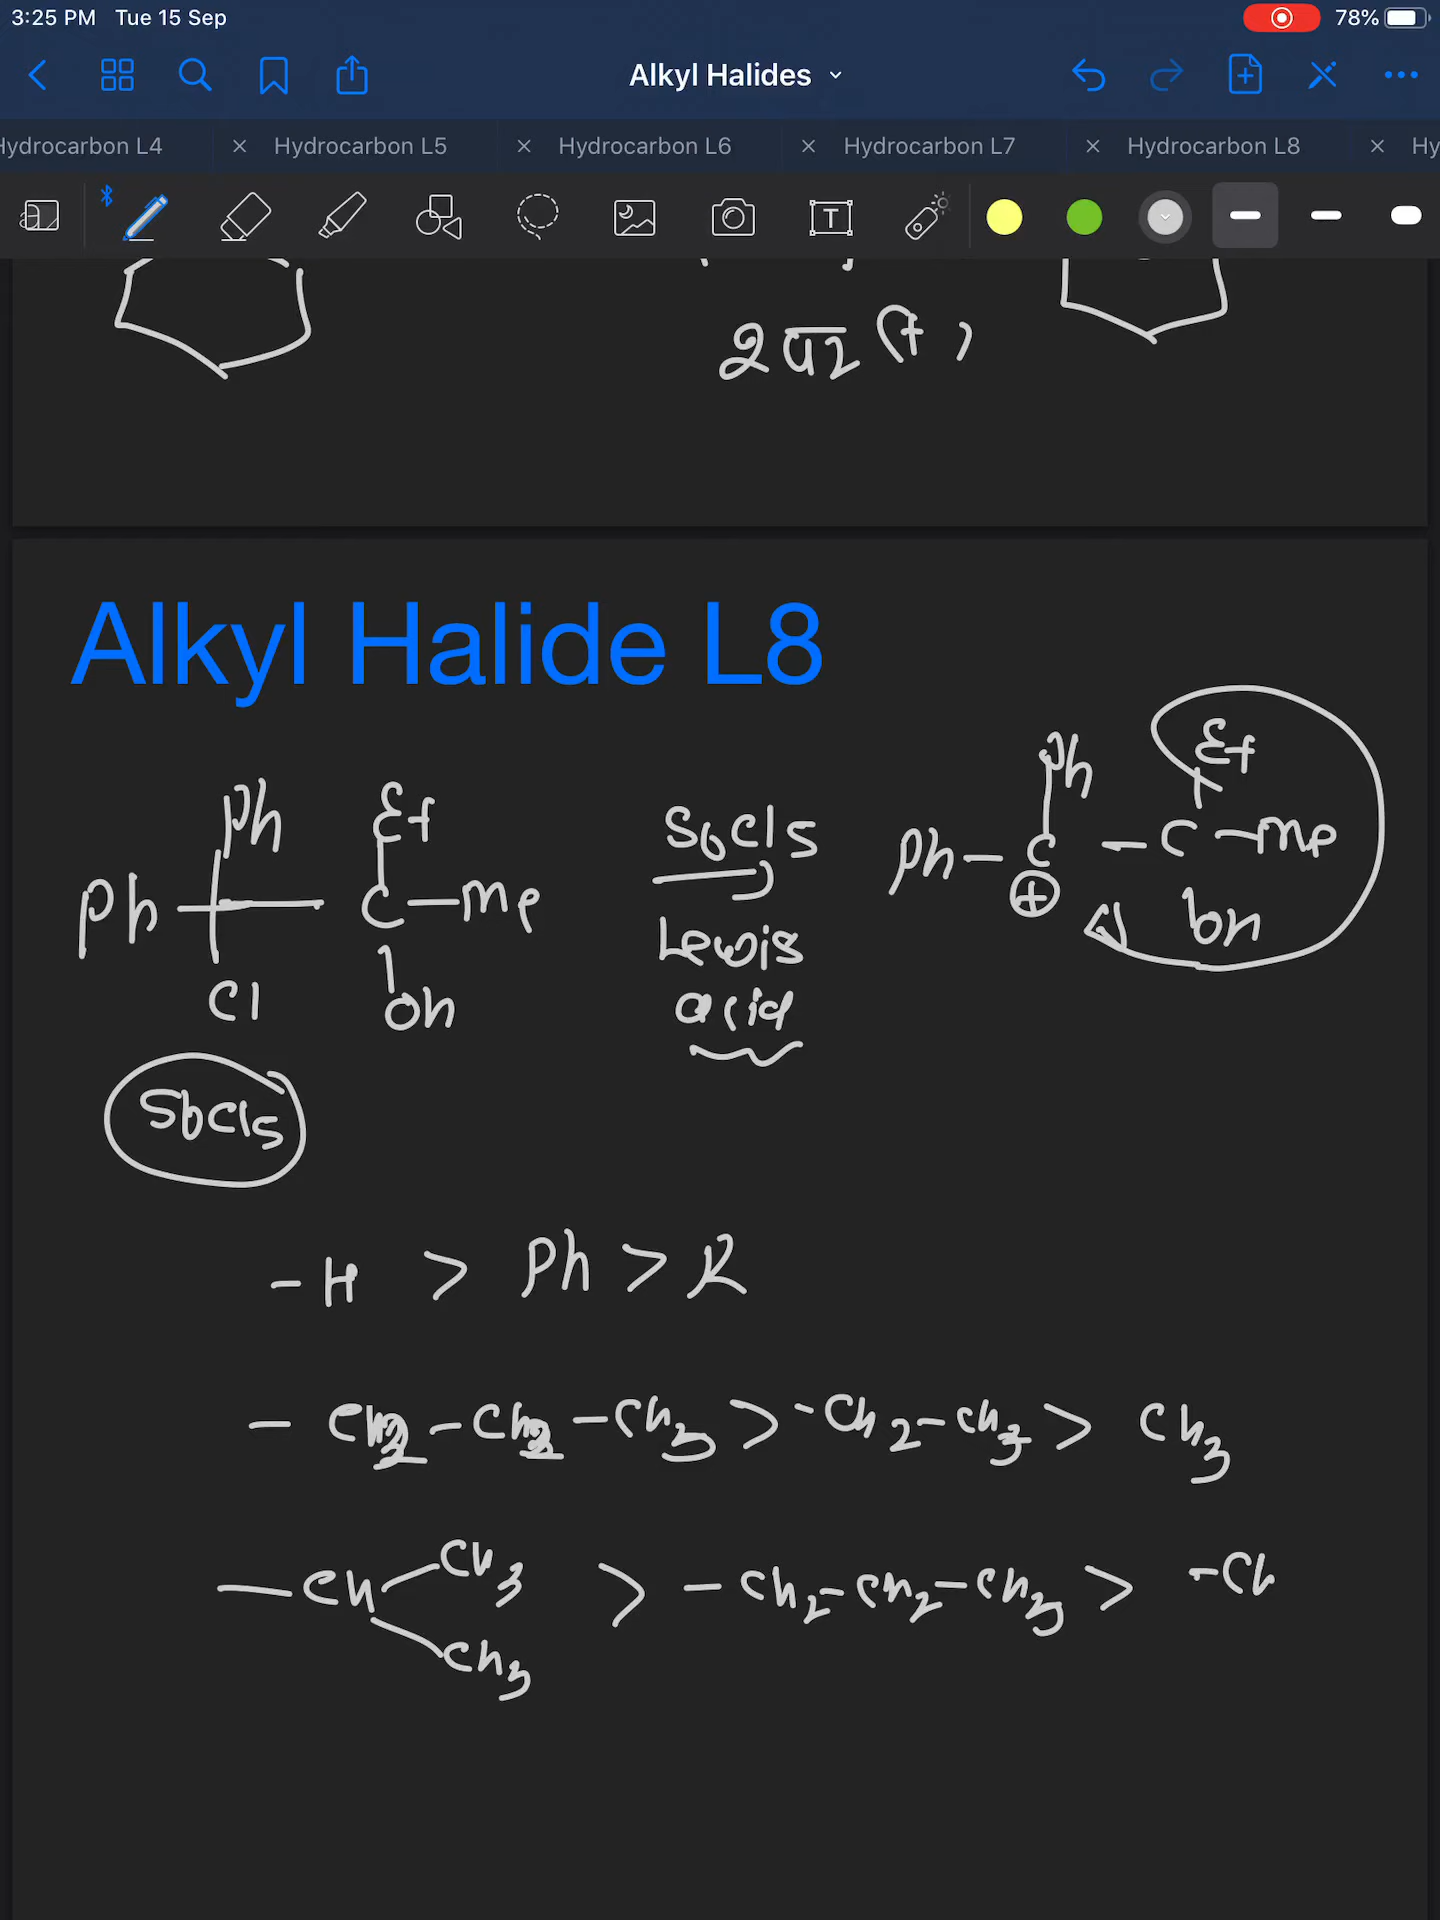 3:25 PM Tue 15 Sep 78%
Alkyl Halides
Hydrocarbon L4 × Hydrocarbon L5 × Hydrocarbon L6 × Hydrocarbon L7 × Hydrocarbon L8 × Hy
a T
Alkyl Halide L8
Ph Et
Ph C—Me
Cl OH
SbCl5
Lewis
acid
Ph Et
Ph—C—C—Me
⊕ OH
SbCl5
-H > Ph > R
- CH2-CH2-CH3 > -CH2-CH3 > CH3
-CH CH3 > -CH2-CH2-CH3 > -CH
CH3